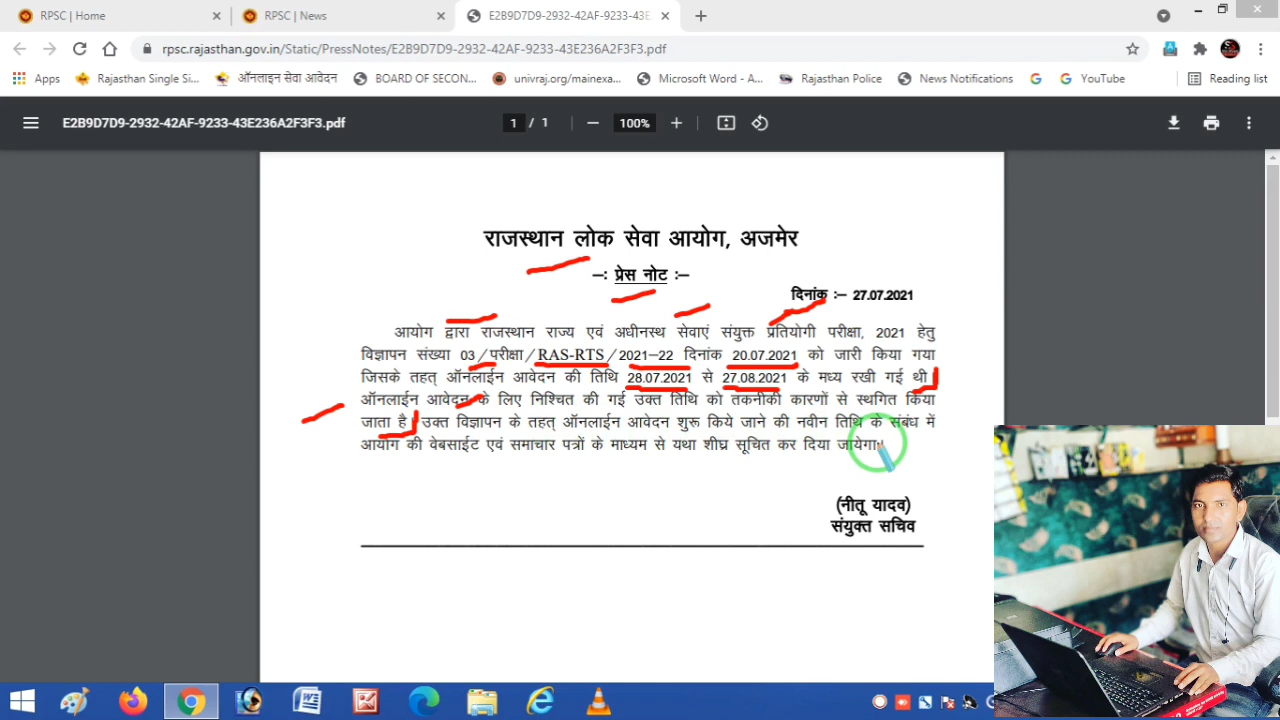 RPSC | Home
RPSC | News
E2B9D7D9-2932-42AF-9233-43E
rpsc.rajasthan.gov.in/Static/PressNotes/E2B9D7D9-2932-42AF-9233-43E236A2F3F3.pdf
Apps Rajasthan Single Si... ऑनलाइन सेवा आवेदन BOARD OF SECON... univraj.org/mainexa... Microsoft Word - A... Rajasthan Police News Notifications YouTube Reading list
E2B9D7D9-2932-42AF-9233-43E236A2F3F3.pdf 1 / 1 100%
राजस्थान लोक सेवा आयोग, अजमेर
–: प्रेस नोट :–
दिनांक :– 27.07.2021
आयोग द्वारा राजस्थान राज्य एवं अधीनस्थ सेवाएं संयुक्त प्रतियोगी परीक्षा, 2021 हेतु
विज्ञापन संख्या 03/परीक्षा/RAS-RTS/2021–22 दिनांक 20.07.2021 को जारी किया गया
जिसके तहत् ऑनलाईन आवेदन की तिथि 28.07.2021 से 27.08.2021 के मध्य रखी गई थी।
ऑनलाईन आवेदन के लिए निश्चित की गई उक्त तिथि को तकनीकी कारणों से स्थगित किया
जाता है। उक्त विज्ञापन के तहत् ऑनलाईन आवेदन शुरू किये जाने की नवीन तिथि के संबंध में
आयोग की वेबसाईट एवं समाचार पत्रों के माध्यम से यथा शीघ्र सूचित कर दिया जायेगा।
(नीतू यादव)
संयुक्त सचिव